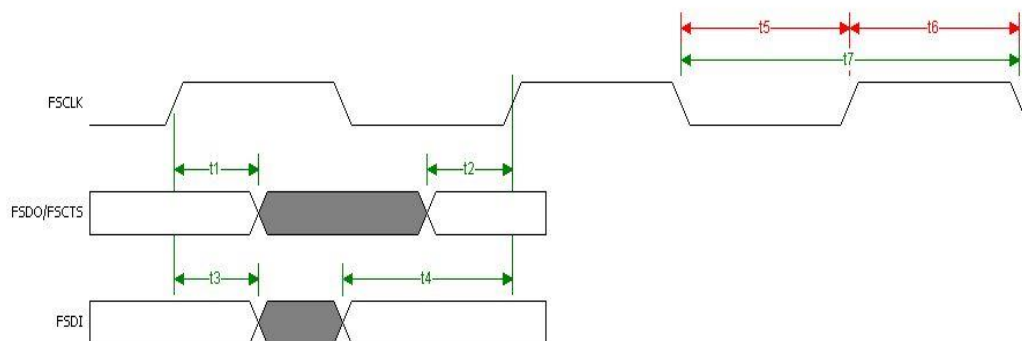 t5 t6
t7
FSCLK
t1 t2
FSDO/FSCTS
t3 t4
FSDI